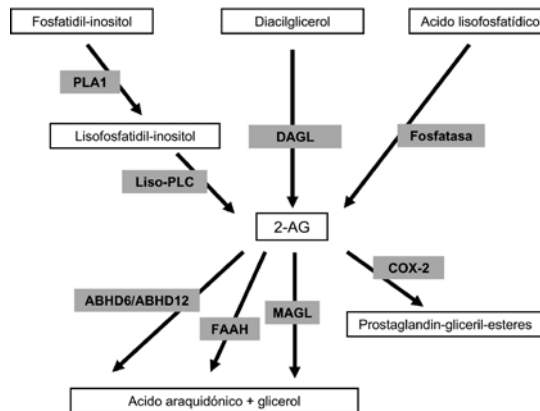 Fosfatidil-inositol
Diacilglicerol
Acido lisofosfatídico
PLA1
Lisofosfatidil-inositol
DAGL
Fosfatasa
Liso-PLC
2-AG
COX-2
ABHD6/ABHD12
MAGL
FAAH
Prostaglandin-gliceril-esteres
Acido araquidónico + glicerol